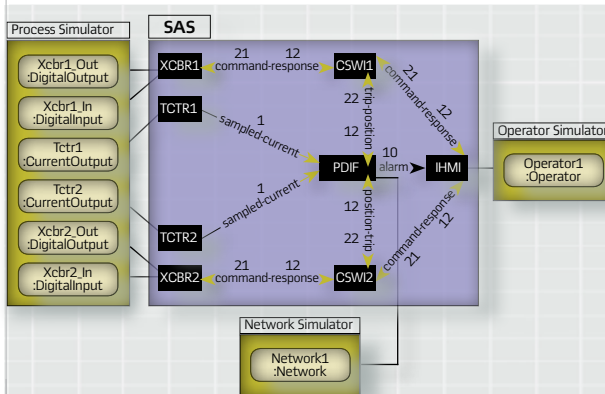 Process Simulator
SAS
Xcbr1_Out
:DigitalOutput
Xcbr1_In
:DigitalInput
Tctr1
:CurrentOutput
Tctr2
:CurrentOutput
Xcbr2_Out
:DigitalOutput
Xcbr2_In
:DigitalInput
XCBR1
21 12
command-response
CSWI1
21
12
command-response
TCTR1
1
sampled-current
22
12
trip-position
PDIF
10
alarm
IHMI
Operator Simulator
Operator1
:Operator
TCTR2
1
sampled-current
12
22
position-trip
command-response
12
21
XCBR2
21 12
command-response
CSWI2
Network Simulator
Network1
:Network